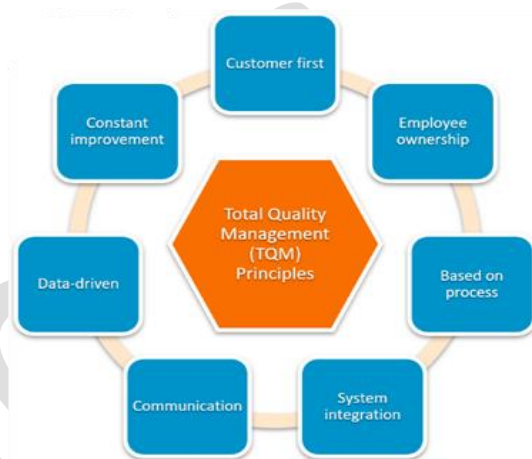 Customer first
Employee
ownership
Based on
process
System
integration
Communication
Data-driven
Constant
improvement
Total Quality
Management
(TQM)
Principles